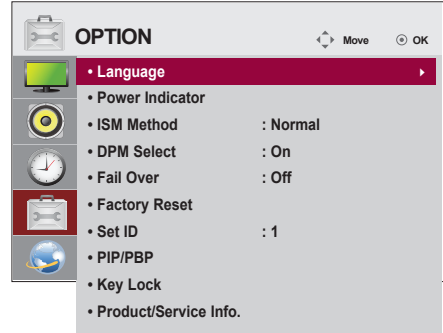 OPTION Move OK
• Language
• Power Indicator
• ISM Method : Normal
• DPM Select : On
• Fail Over : Off
• Factory Reset
• Set ID : 1
• PIP/PBP
• Key Lock
• Product/Service Info.